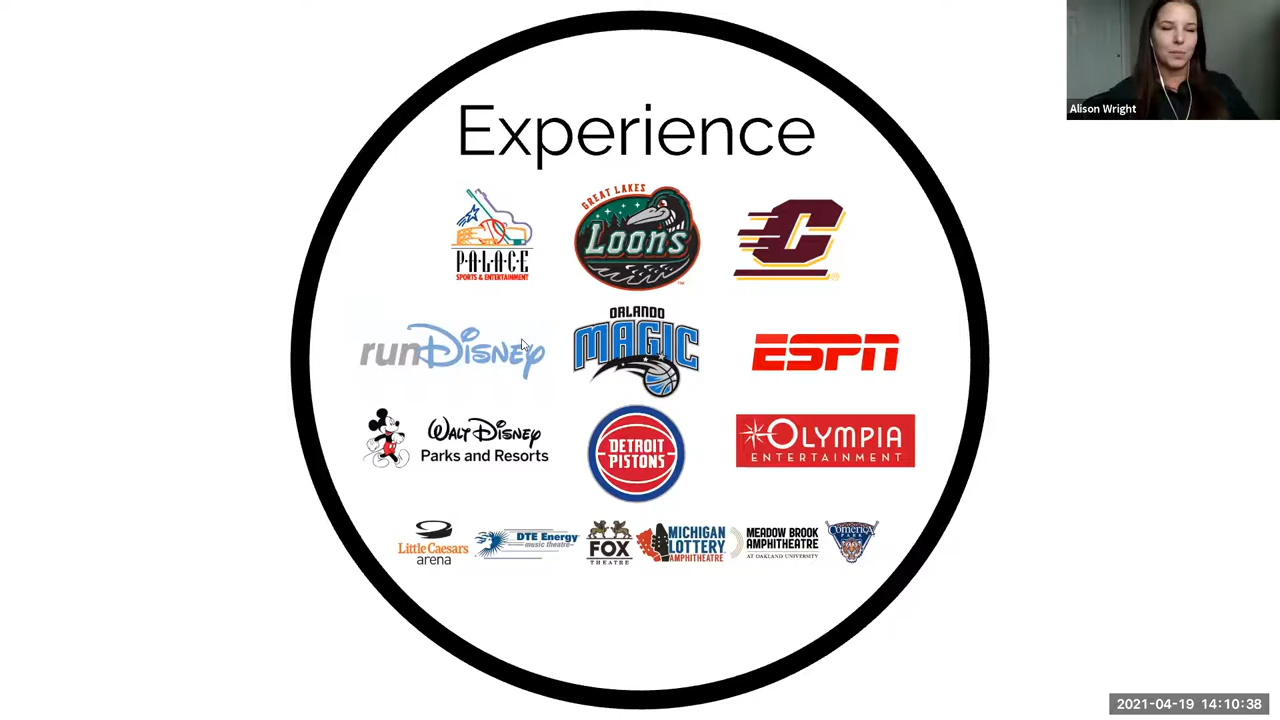 Alison Wright
Experience
PALACE
SPORTS & ENTERTAINMENT
GREAT LAKES
Loons
C
runDisney
ORLANDO
MAGIC
ESPN
Walt Disney
Parks and Resorts
DETROIT
PISTONS
OLYMPIA
ENTERTAINMENT
Little Caesars
arena
DTE Energy
music theatre
FOX
THEATRE
MICHIGAN
LOTTERY
AMPHITHEATRE
MEADOW BROOK
AMPHITHEATRE
AT OAKLAND UNIVERSITY
Comerica
PARK
2021-04-19 14:10:38